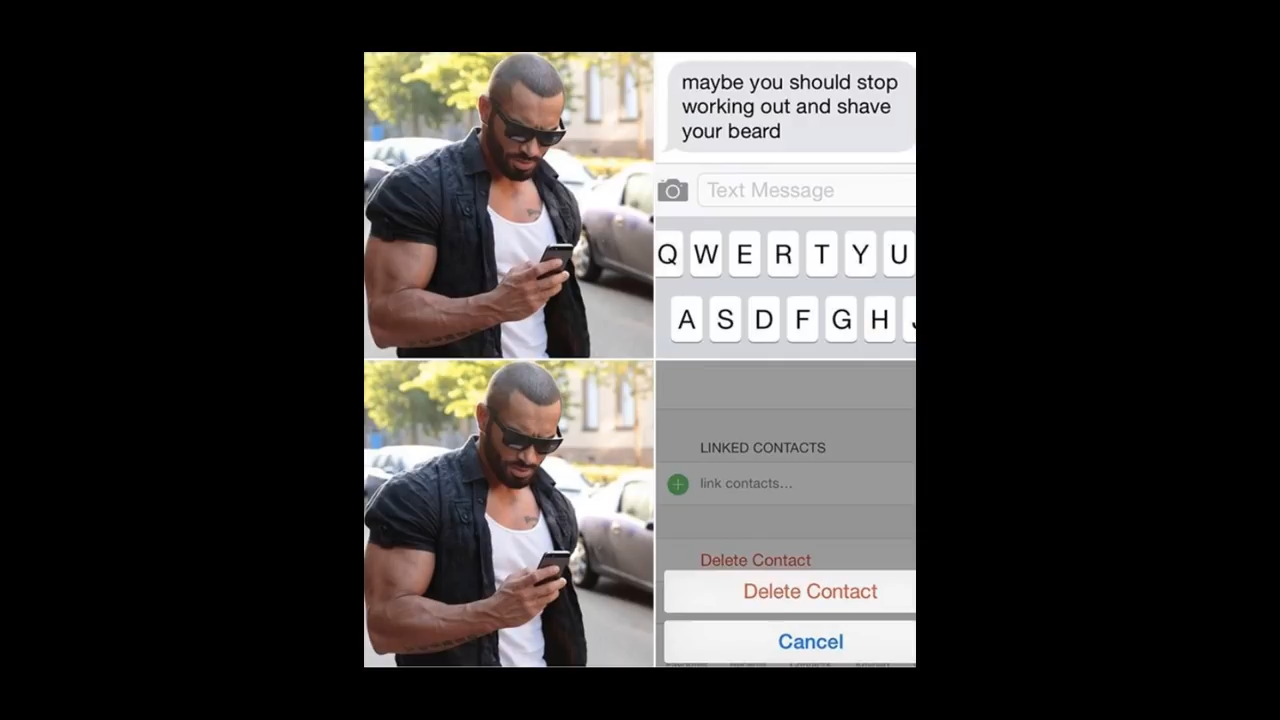 maybe you should stop
working out and shave
your beard
Text Message
Q W E R T Y U
A S D F G H J
LINKED CONTACTS
link contacts...
Delete Contact
Delete Contact
Cancel